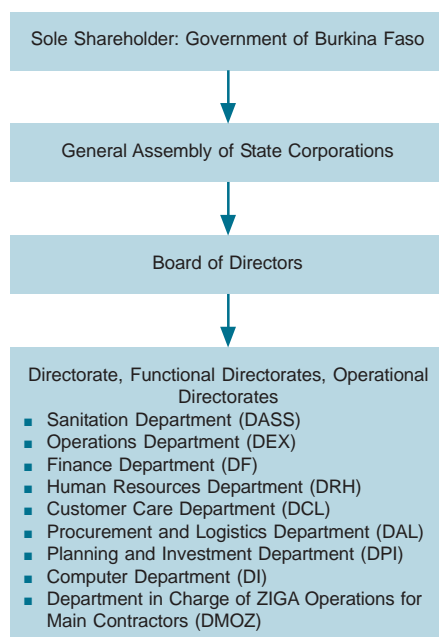 Sole Shareholder: Government of Burkina Faso
General Assembly of State Corporations
Board of Directors
Directorate, Functional Directorates, Operational
Directorates
▪ Sanitation Department (DASS)
▪ Operations Department (DEX)
▪ Finance Department (DF)
▪ Human Resources Department (DRH)
▪ Customer Care Department (DCL)
▪ Procurement and Logistics Department (DAL)
▪ Planning and Investment Department (DPI)
▪ Computer Department (DI)
▪ Department in Charge of ZIGA Operations for
Main Contractors (DMOZ)